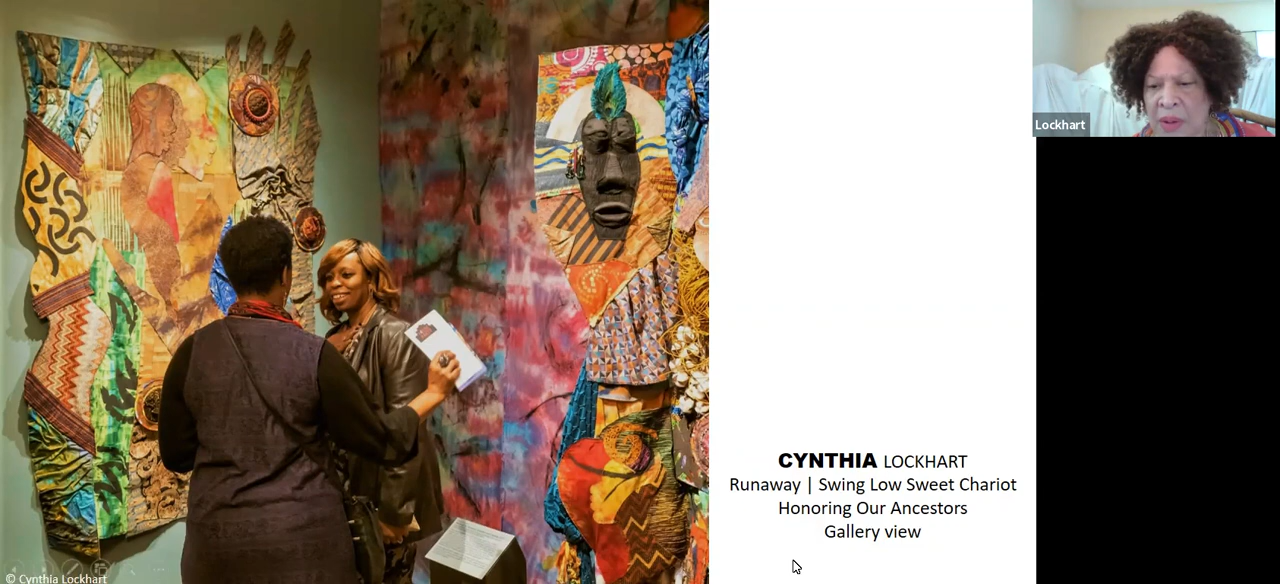 Lockhart
CYNTHIA LOCKHART
Runaway | Swing Low Sweet Chariot
Honoring Our Ancestors
Gallery view
© Cynthia Lockhart